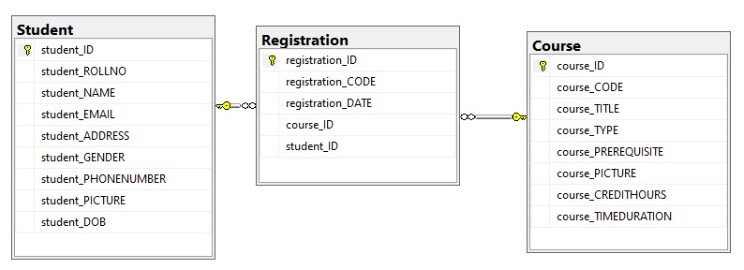 Student
student_ID
student_ROLLNO
student_NAME
student_EMAIL
student_ADDRESS
student_GENDER
student_PHONENUMBER
student_PICTURE
student_DOB
Registration
registration_ID
registration_CODE
registration_DATE
course_ID
student_ID
Course
course_ID
course_CODE
course_TITLE
course_TYPE
course_PREREQUISITE
course_PICTURE
course_CREDITHOURS
course_TIMEDURATION